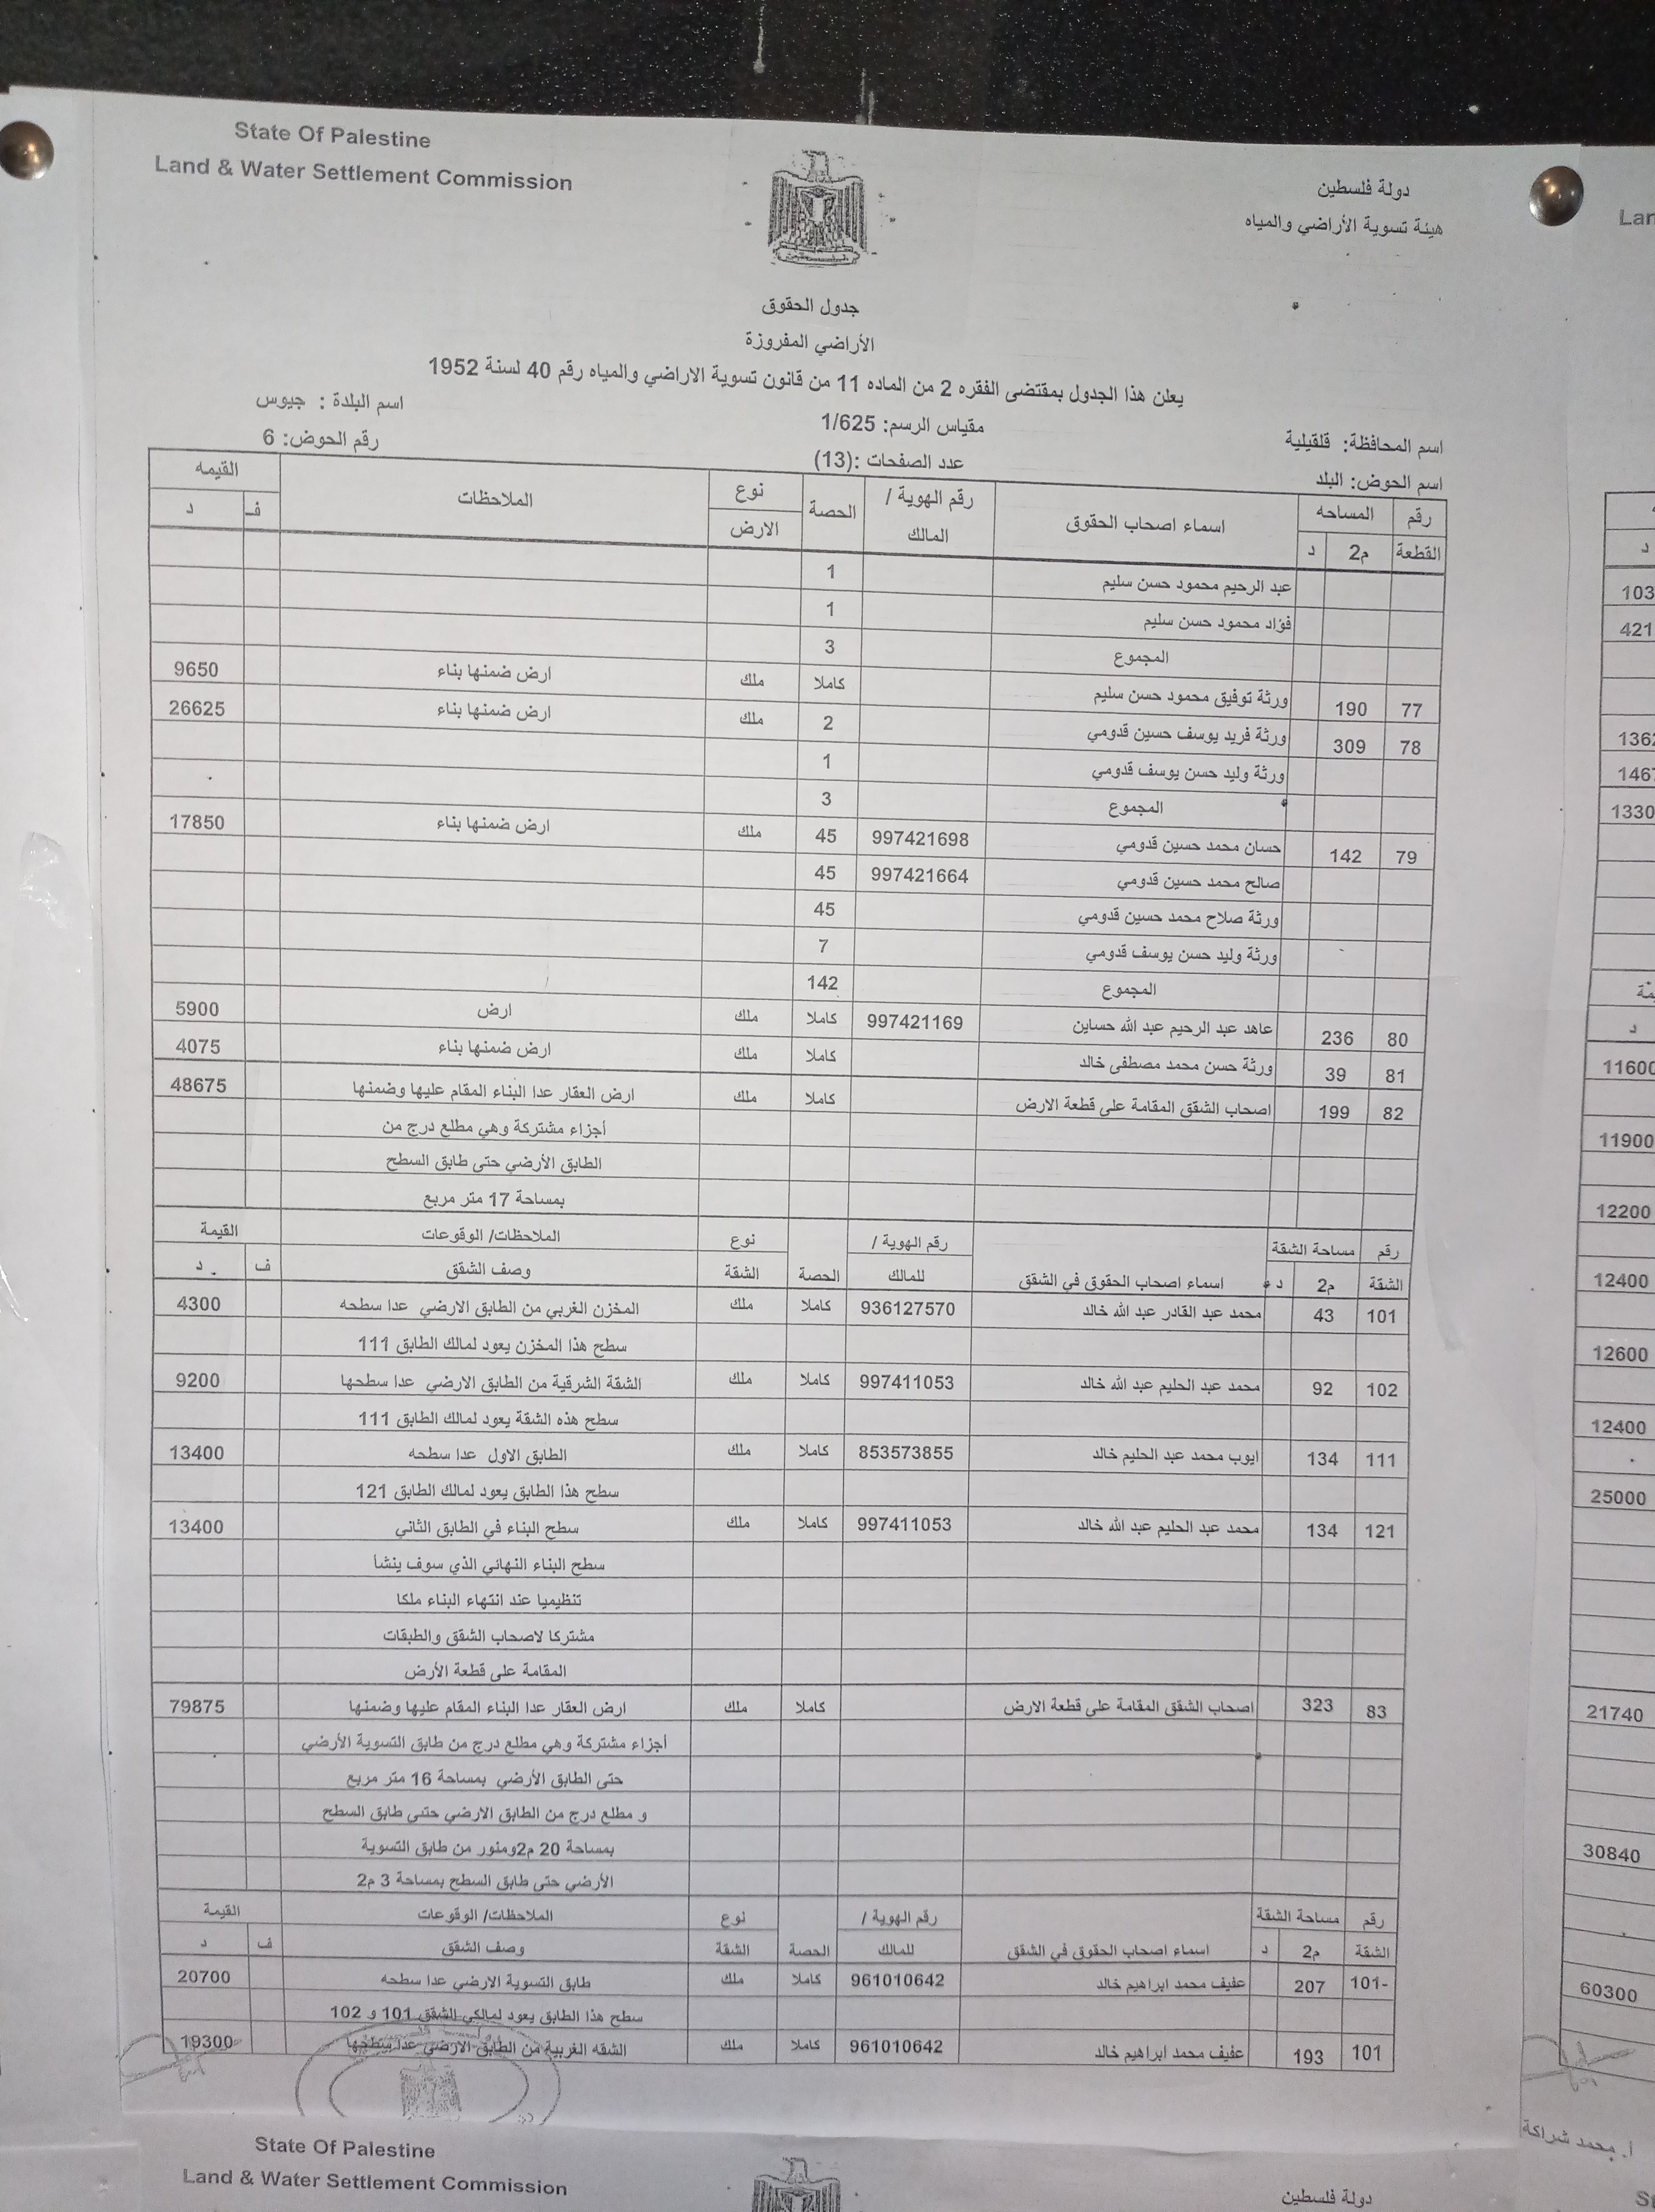 State Of Palestine
Land & Water Settlement Commission
دولة فلسطين
هيئة تسوية الأراضي والمياه
جدول الحقوق
الأراضي المفروزة
يعلن هذا الجدول بمقتضى الفقره 2 من الماده 11 من قانون تسوية الاراضي والمياه رقم 40 لسنة 1952
اسم المحافظة: قلقيلية مقياس الرسم: 1/625 اسم البلدة : جيوس
اسم الحوض: البلد عدد الصفحات :(13) رقم الحوض: 6
رقم المساحه اسماء اصحاب الحقوق رقم الهوية / الحصة نوع الملاحظات القيمه
القطعة م2 د المالك الارض ف د
عبد الرحيم محمود حسن سليم 1
فؤاد محمود حسن سليم 1
المجموع 3
77 190 ورثة توفيق محمود حسن سليم كاملا ملك ارض ضمنها بناء 9650
78 309 ورثة فريد يوسف حسين قدومي 2 ملك ارض ضمنها بناء 26625
ورثة وليد حسن يوسف قدومي 1
المجموع 3
79 142 حسان محمد حسين قدومي 997421698 45 ملك ارض ضمنها بناء 17850
صالح محمد حسين قدومي 997421664 45
ورثة صلاح محمد حسين قدومي 45
ورثة وليد حسن يوسف قدومي 7
المجموع 142
80 236 عاهد عبد الرحيم عبد الله حساين 997421169 كاملا ملك ارض 5900
81 39 ورثة حسن محمد مصطفى خالد كاملا ملك ارض ضمنها بناء 4075
82 199 اصحاب الشقق المقامة على قطعة الارض كاملا ملك ارض العقار عدا البناء المقام عليها وضمنها 48675
أجزاء مشتركة وهي مطلع درج من
الطابق الأرضي حتى طابق السطح
بمساحة 17 متر مربع
رقم مساحة الشقة اسماء اصحاب الحقوق في الشقق رقم الهوية / الحصة نوع الملاحظات/ الوقوعات القيمة
الشقة م2 د للمالك الشقة وصف الشقق ف د
101 43 محمد عبد القادر عبد الله خالد 936127570 كاملا ملك المخزن الغربي من الطابق الارضي عدا سطحه 4300
سطح هذا المخزن يعود لمالك الطابق 111
102 92 محمد عبد الحليم عبد الله خالد 997411053 كاملا ملك الشقة الشرقية من الطابق الارضي عدا سطحها 9200
سطح هذه الشقة يعود لمالك الطابق 111
111 134 ايوب محمد عبد الحليم خالد 853573855 كاملا ملك الطابق الاول عدا سطحه 13400
سطح هذا الطابق يعود لمالك الطابق 121
121 134 محمد عبد الحليم عبد الله خالد 997411053 كاملا ملك سطح البناء في الطابق الثاني 13400
سطح البناء النهائي الذي سوف ينشأ
تنظيميا عند انتهاء البناء ملكا
مشتركا لاصحاب الشقق والطبقات
المقامة على قطعة الأرض
83 323 اصحاب الشقق المقامة على قطعة الارض كاملا ملك ارض العقار عدا البناء المقام عليها وضمنها 79875
أجزاء مشتركة وهي مطلع درج من طابق التسوية الأرضي
حتى الطابق الأرضي بمساحة 16 متر مربع
و مطلع درج من الطابق الارضي حتى طابق السطح
بمساحة 20 م2ومنور من طابق التسوية
الأرضي حتى طابق السطح بمساحة 3 م2
رقم مساحة الشقة اسماء اصحاب الحقوق في الشقق رقم الهوية / الحصة نوع الملاحظات/ الوقوعات القيمة
الشقة م2 د للمالك الشقة وصف الشقق ف د
101- 207 عفيف محمد ابراهيم خالد 961010642 كاملا ملك طابق التسوية الارضي عدا سطحه 20700
سطح هذا الطابق يعود لمالكي الشقق 101 و 102
101 193 عفيف محمد ابراهيم خالد 961010642 كاملا ملك الشقه الغربية من الطابق الارضي عدا سطحها 19300
State Of Palestine
Land & Water Settlement Commission
دولة فلسطين
Lan
د
103
421
1330
د
11600
11900
12200
12400
12600
12400
25000
21740
30840
60300
أ. محمد شراكة